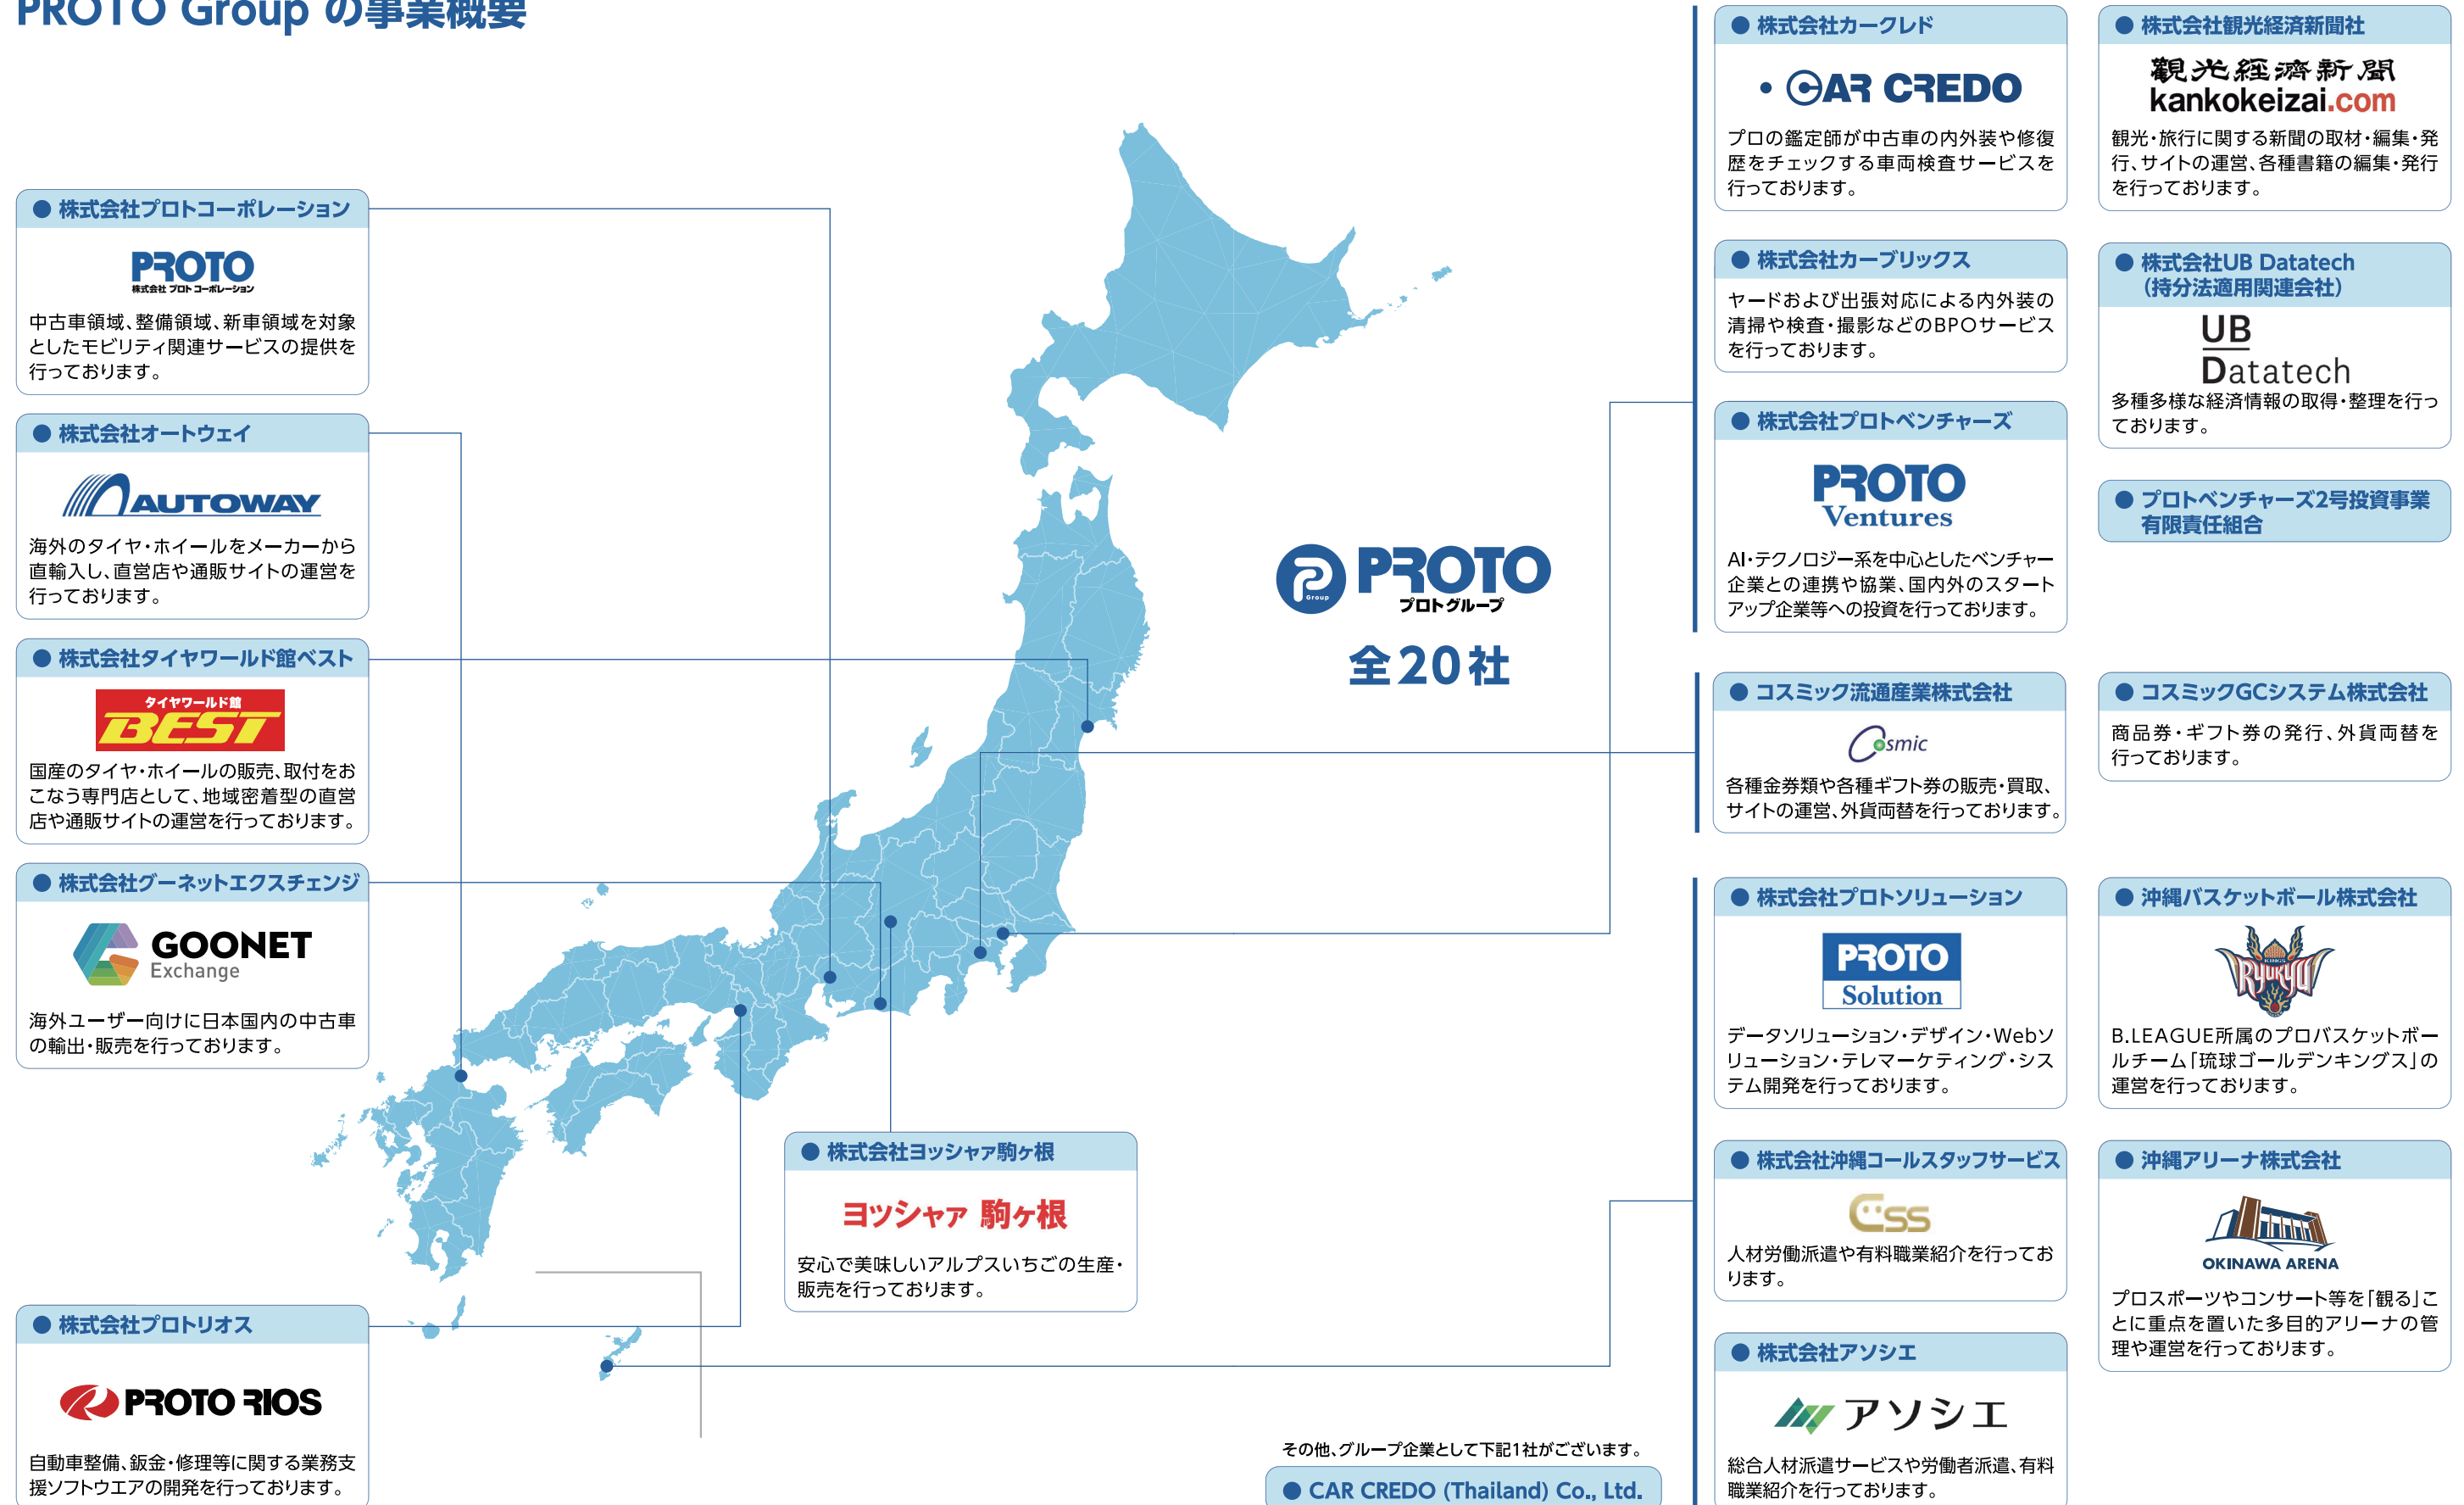 PROTO Group の事業概要
● 株式会社プロトコーポレーション
PROTO
株式会社 プロト コーポレーション
中古車領域、整備領域、新車領域を対象
としたモビリティ関連サービスの提供を
行っております。
● 株式会社オートウェイ
AUTOWAY
海外のタイヤ・ホイールをメーカーから
直輸入し、直営店や通販サイトの運営を
行っております。
● 株式会社タイヤワールド館ベスト
タイヤワールド館
BEST
国産のタイヤ・ホイールの販売、取付をお
こなう専門店として、地域密着型の直営
店や通販サイトの運営を行っております。
● 株式会社グーネットエクスチェンジ
GOONET
Exchange
海外ユーザー向けに日本国内の中古車
の輸出・販売を行っております。
● 株式会社プロトリオス
PROTO RIOS
自動車整備、鈑金・修理等に関する業務支
援ソフトウエアの開発を行っております。
● 株式会社ヨッシャァ駒ヶ根
ヨッシャァ 駒ヶ根
安心で美味しいアルプスいちごの生産・
販売を行っております。
Group
PROTO
プロトグループ
全20社
● 株式会社カークレド
・CAR CREDO
プロの鑑定師が中古車の内外装や修復
歴をチェックする車両検査サービスを
行っております。
● 株式会社カーブリックス
ヤードおよび出張対応による内外装の
清掃や検査・撮影などのBPOサービス
を行っております。
● 株式会社プロトベンチャーズ
PROTO
Ventures
AI・テクノロジー系を中心としたベンチャー
企業との連携や協業、国内外のスタート
アップ企業等への投資を行っております。
● 株式会社観光経済新聞社
観光経済新聞
kankokeizai.com
観光・旅行に関する新聞の取材・編集・発
行、サイトの運営、各種書籍の編集・発行
を行っております。
● 株式会社UB Datatech
(持分法適用関連会社)
UB
Datatech
多種多様な経済情報の取得・整理を行っ
ております。
● プロトベンチャーズ2号投資事業
有限責任組合
● コスミック流通産業株式会社
Cosmic
各種金券類や各種ギフト券の販売・買取、
サイトの運営、外貨両替を行っております。
● コスミックGCシステム株式会社
商品券・ギフト券の発行、外貨両替を
行っております。
● 株式会社プロトソリューション
PROTO
Solution
データソリューション・デザイン・Webソ
リューション・テレマーケティング・シス
テム開発を行っております。
● 株式会社沖縄コールスタッフサービス
CSS
人材労働派遣や有料職業紹介を行ってお
ります。
● 株式会社アソシエ
アソシエ
総合人材派遣サービスや労働者派遣、有料
職業紹介を行っております。
● 沖縄バスケットボール株式会社
KINGS
RYUKYU
B.LEAGUE所属のプロバスケットボー
ルチーム「琉球ゴールデンキングス」の
運営を行っております。
● 沖縄アリーナ株式会社
OKINAWA ARENA
プロスポーツやコンサート等を「観る」こ
とに重点を置いた多目的アリーナの管
理や運営を行っております。
その他、グループ企業として下記1社がございます。
● CAR CREDO (Thailand) Co., Ltd.